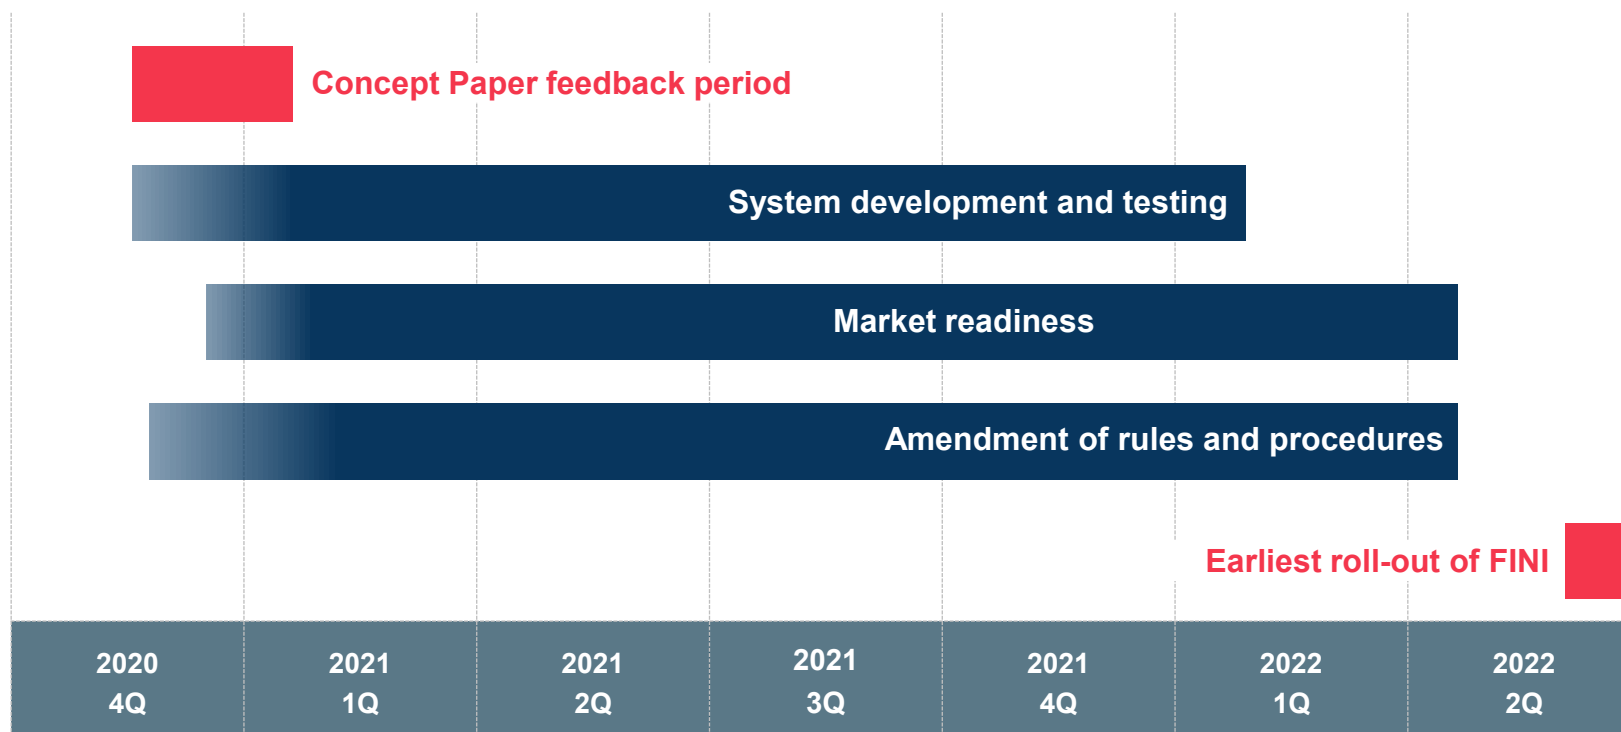 Concept Paper feedback period
System development and testing
Market readiness
Amendment of rules and procedures
Earliest roll-out of FINI
2020 2021 2021 2021 2021 2022 2022
4Q 1Q 2Q 3Q 4Q 1Q 2Q